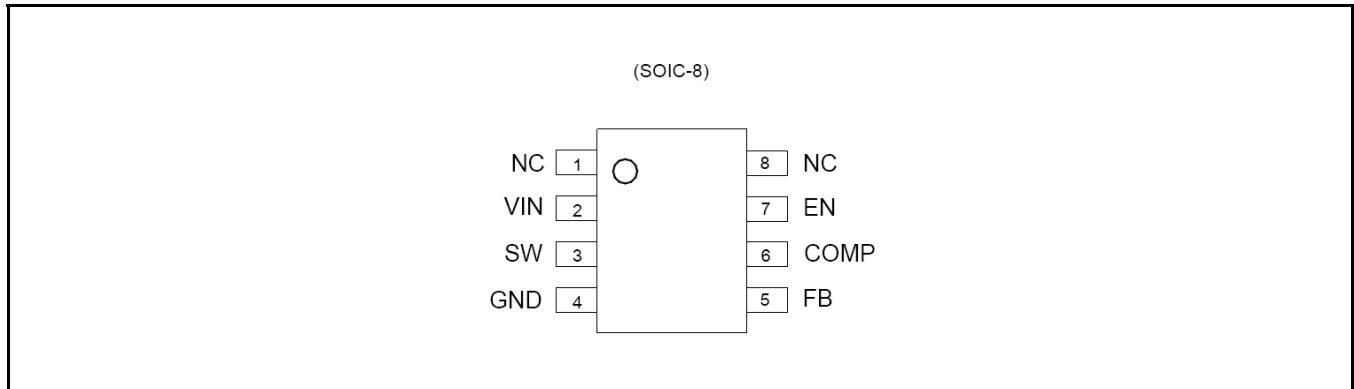 (SOIC-8)
NC 1 8 NC
VIN 2 7 EN
SW 3 6 COMP
GND 4 5 FB